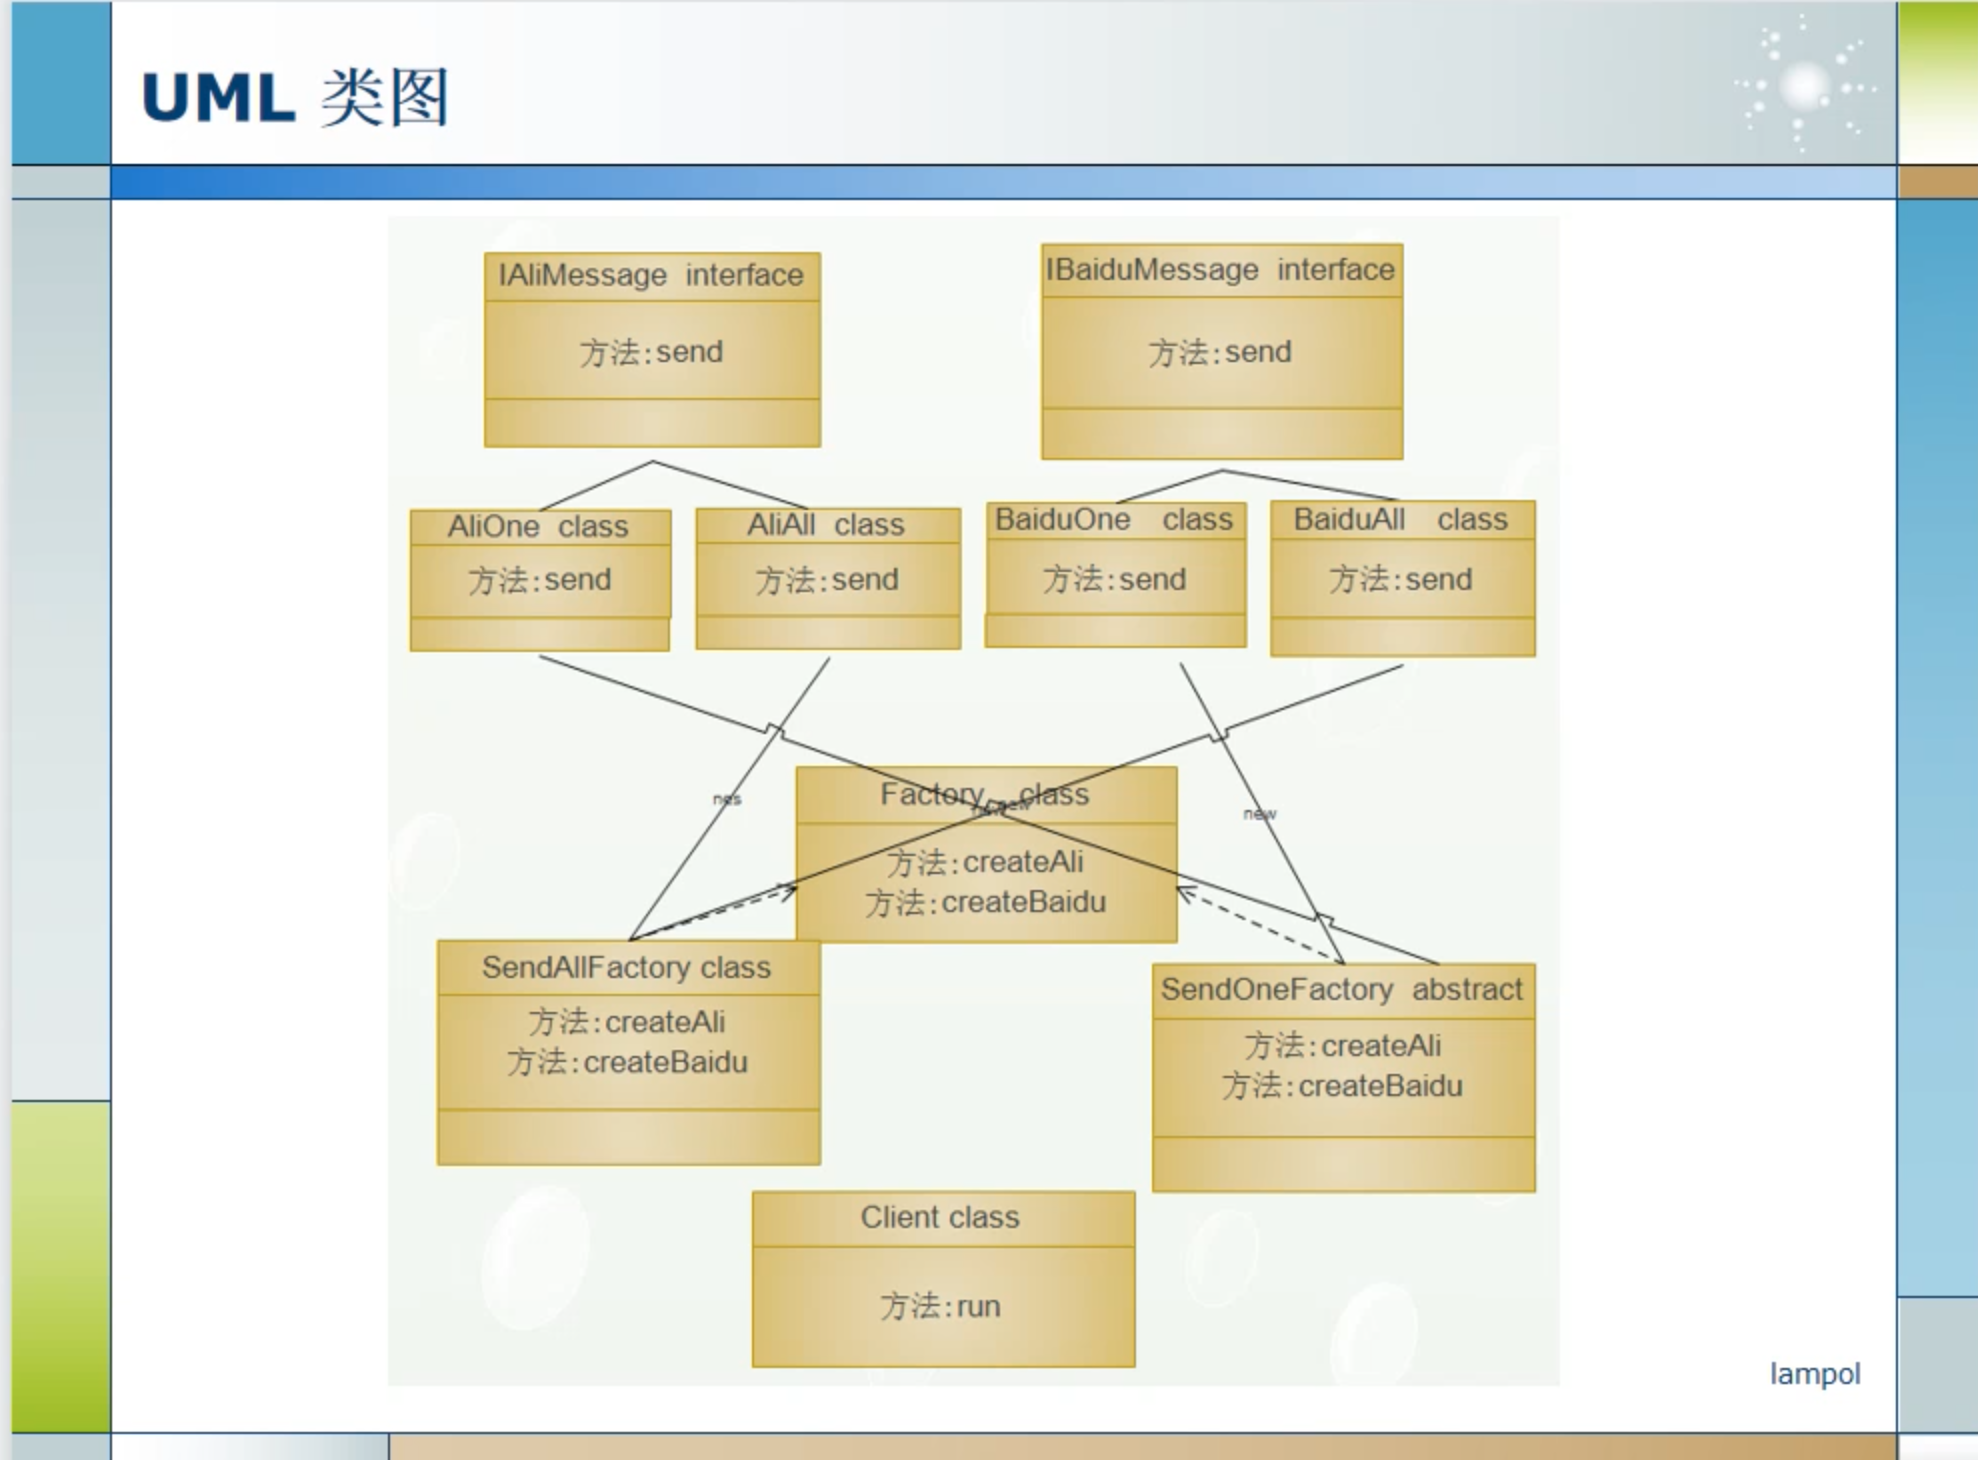 UML 类图
IAliMessage interface
方法:send
IBaiduMessage interface
方法:send
AliOne class
方法:send
AliAll class
方法:send
BaiduOne class
方法:send
BaiduAll class
方法:send
nes
new
Factory class
方法:createAli
方法:createBaidu
SendAllFactory class
方法:createAli
方法:createBaidu
SendOneFactory abstract
方法:createAli
方法:createBaidu
Client class
方法:run
lampol